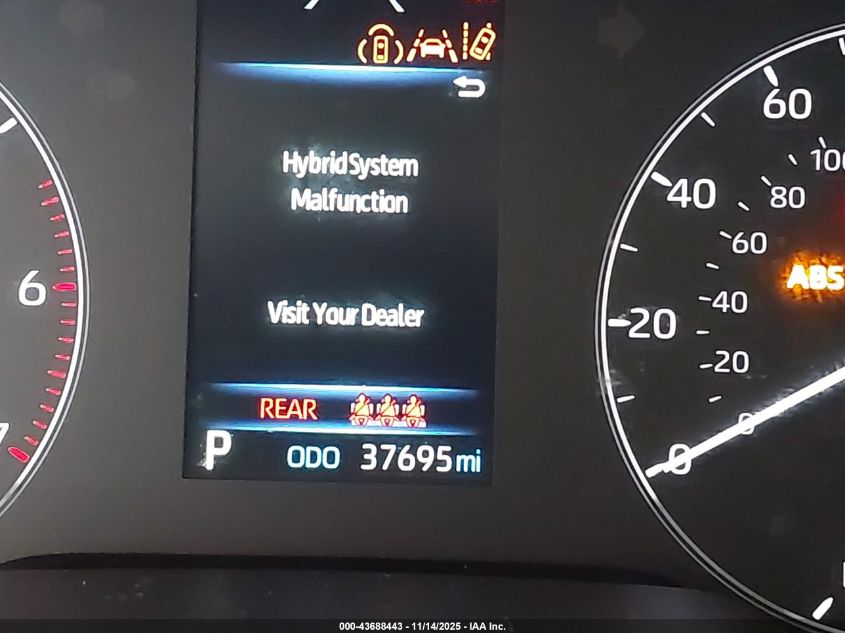 Hybrid System
Malfunction
Visit Your Dealer
REAR
P
ODO 37695 mi
6
60
40
20
0
100
80
60
40
20
0
ABS
000-43688443 - 11/14/2025 - IAA Inc.